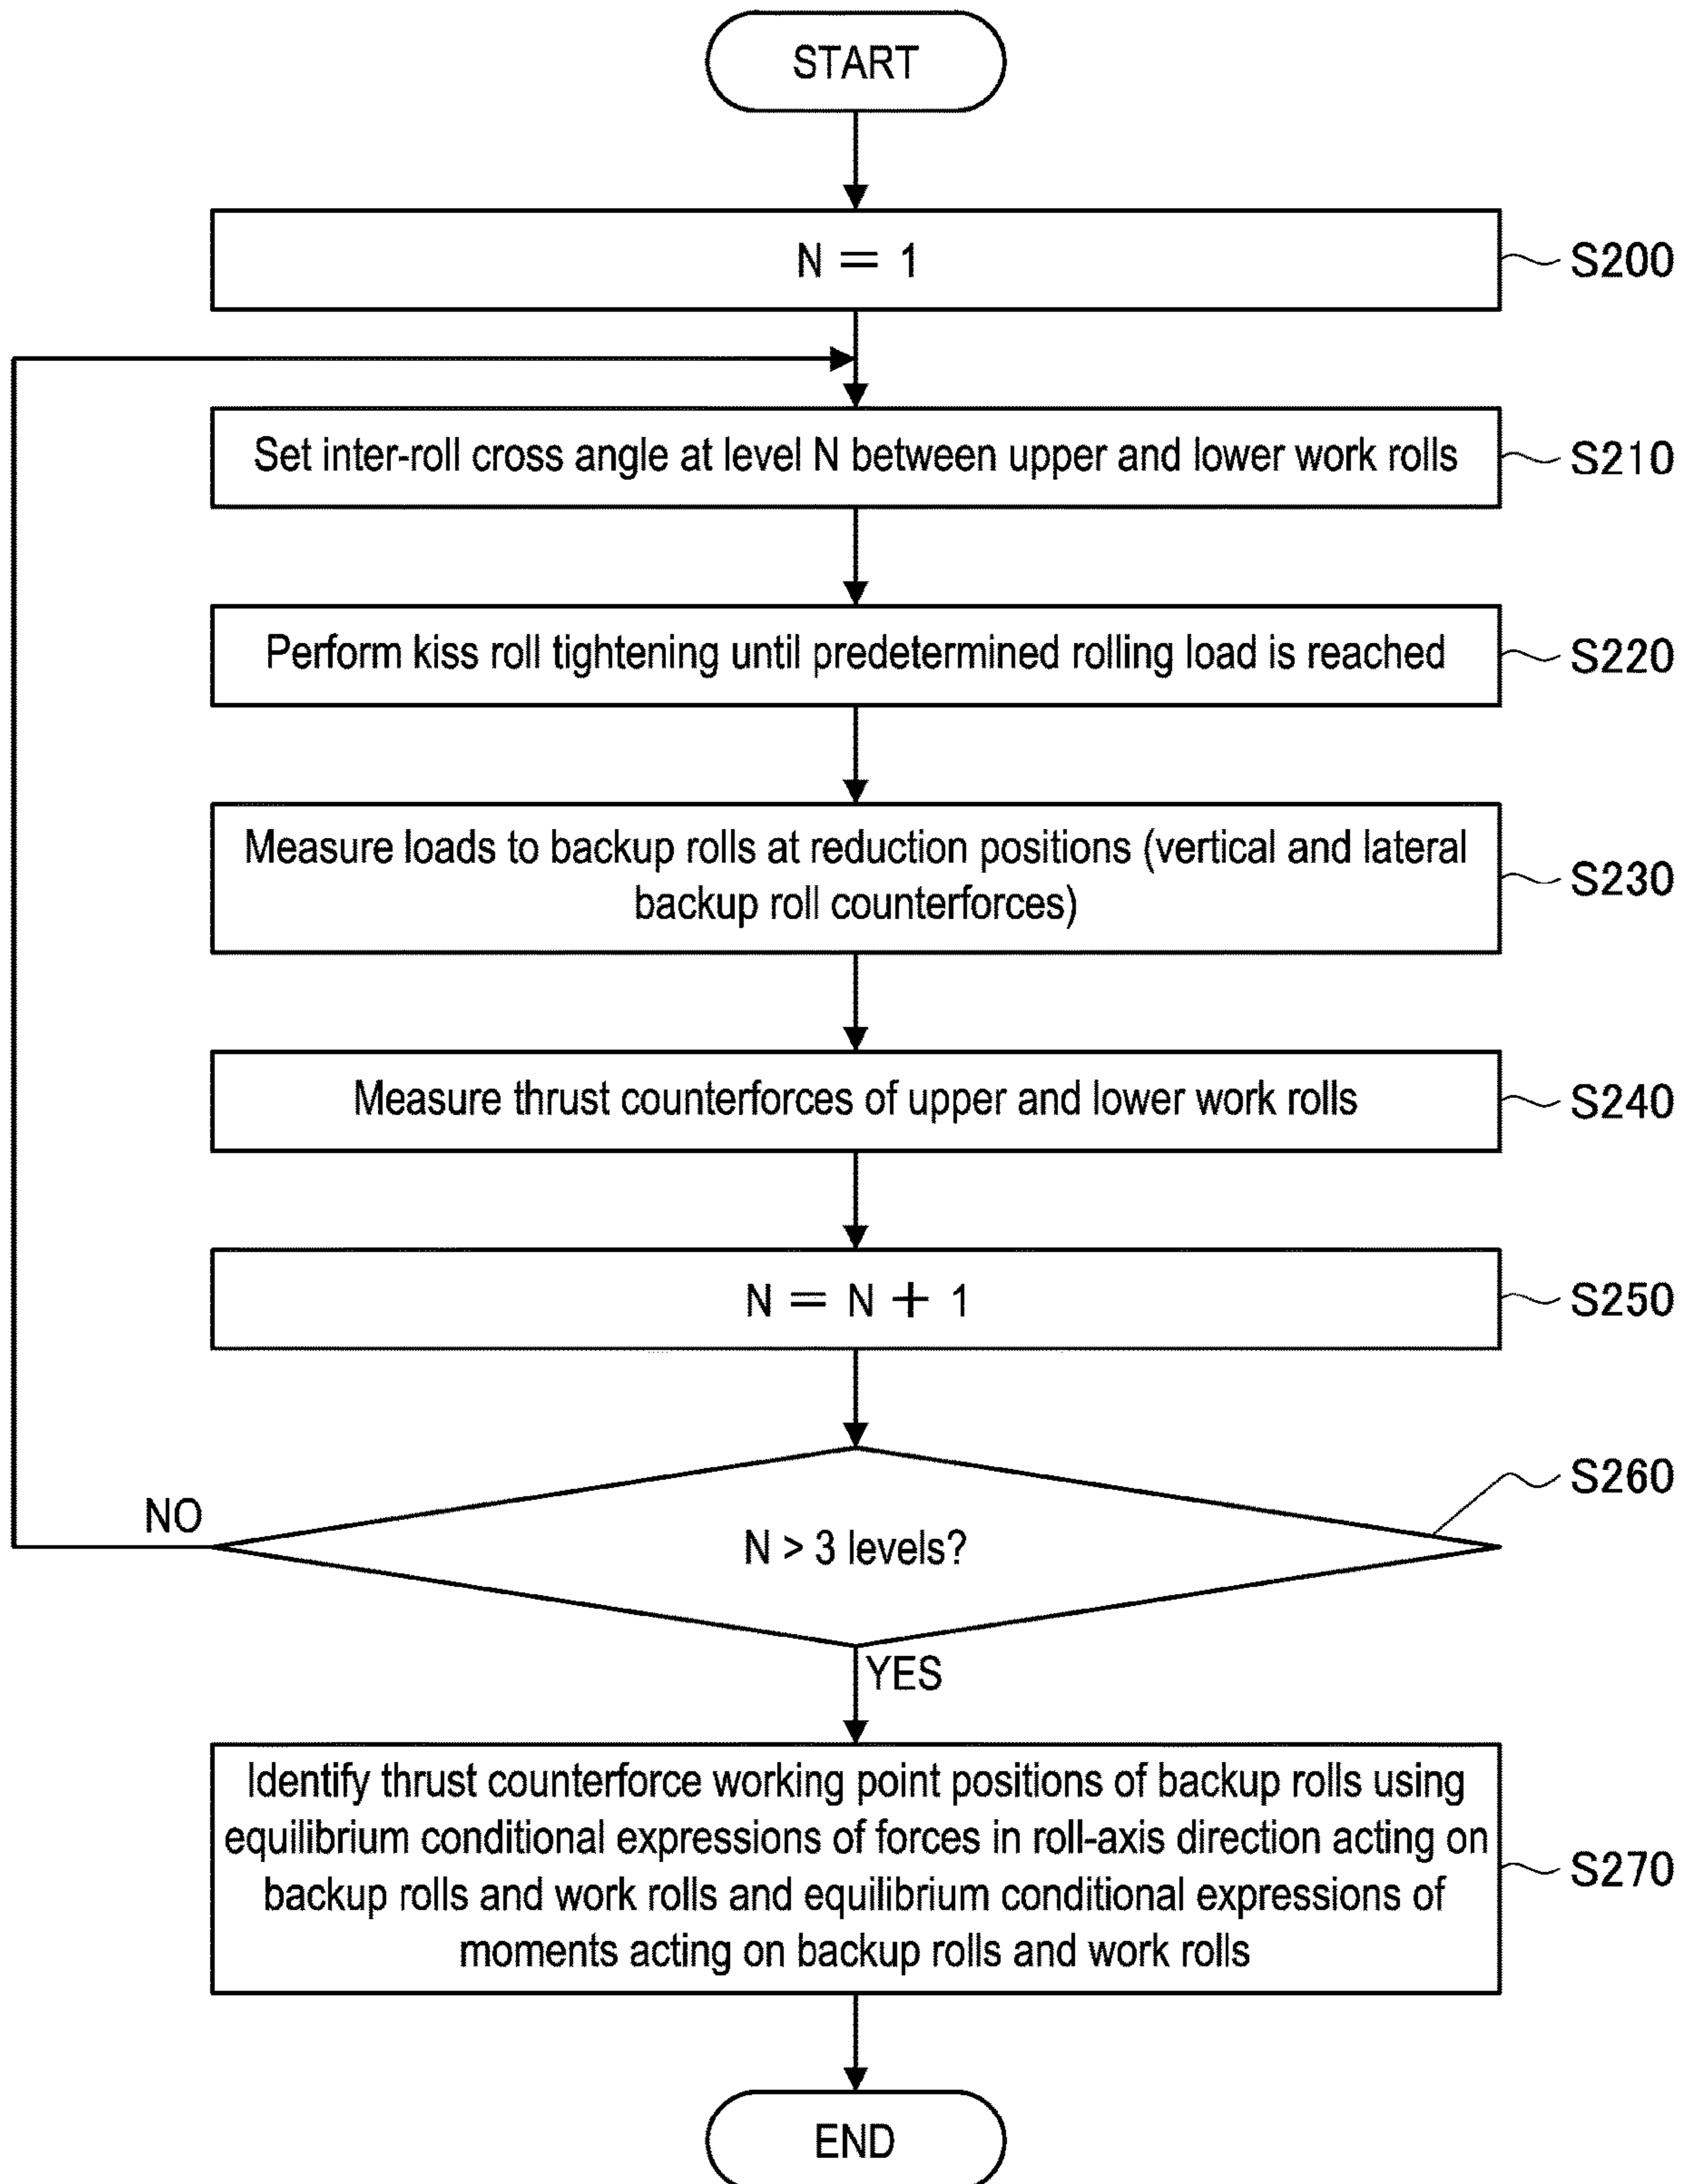 START
N = 1
S200
Set inter-roll cross angle at level N between upper and lower work rolls
S210
Perform kiss roll tightening until predetermined rolling load is reached
S220
Measure loads to backup rolls at reduction positions (vertical and lateral
backup roll counterforces)
S230
Measure thrust counterforces of upper and lower work rolls
S240
N = N + 1
S250
S260
NO
N > 3 levels?
YES
Identify thrust counterforce working point positions of backup rolls using
equilibrium conditional expressions of forces in roll-axis direction acting on
backup rolls and work rolls and equilibrium conditional expressions of
moments acting on backup rolls and work rolls
S270
END